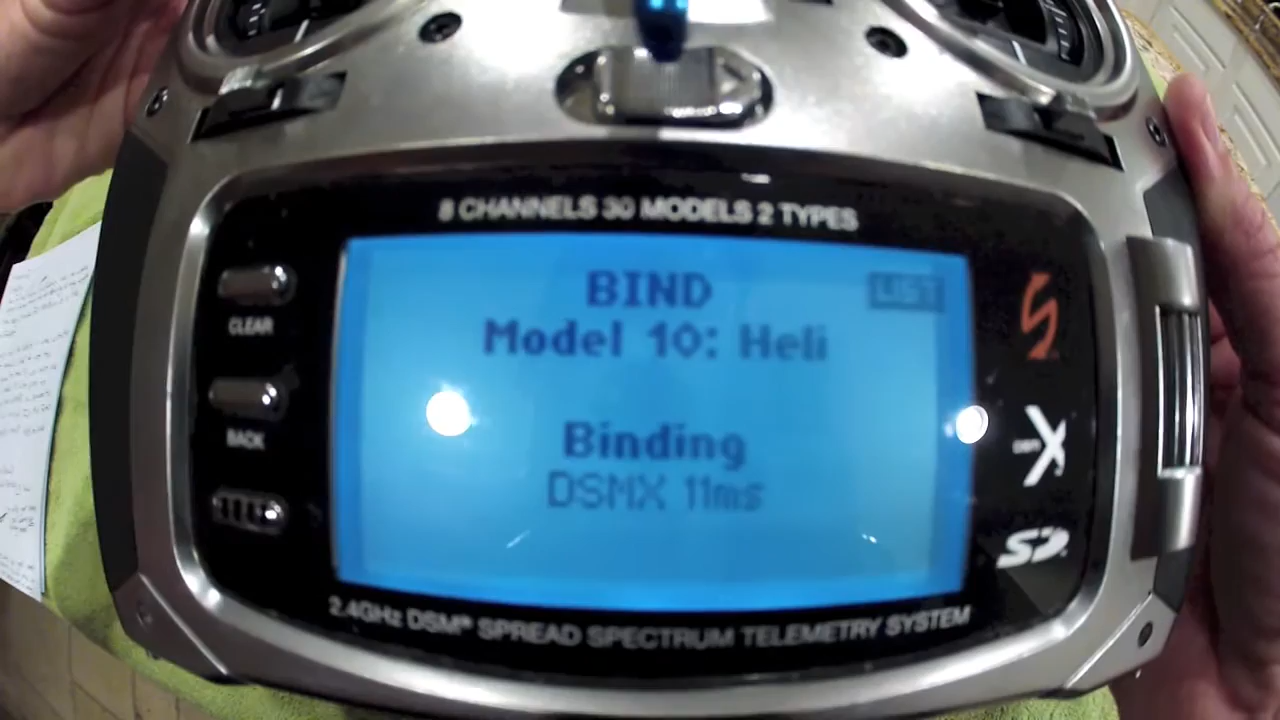 8 CHANNELS 30 MODELS 2 TYPES
BIND
LIST
Model 10: Heli
Binding
DSMX 11ms
CLEAR
BACK
X
SD
2.4GHz DSM® SPREAD SPECTRUM TELEMETRY SYSTEM